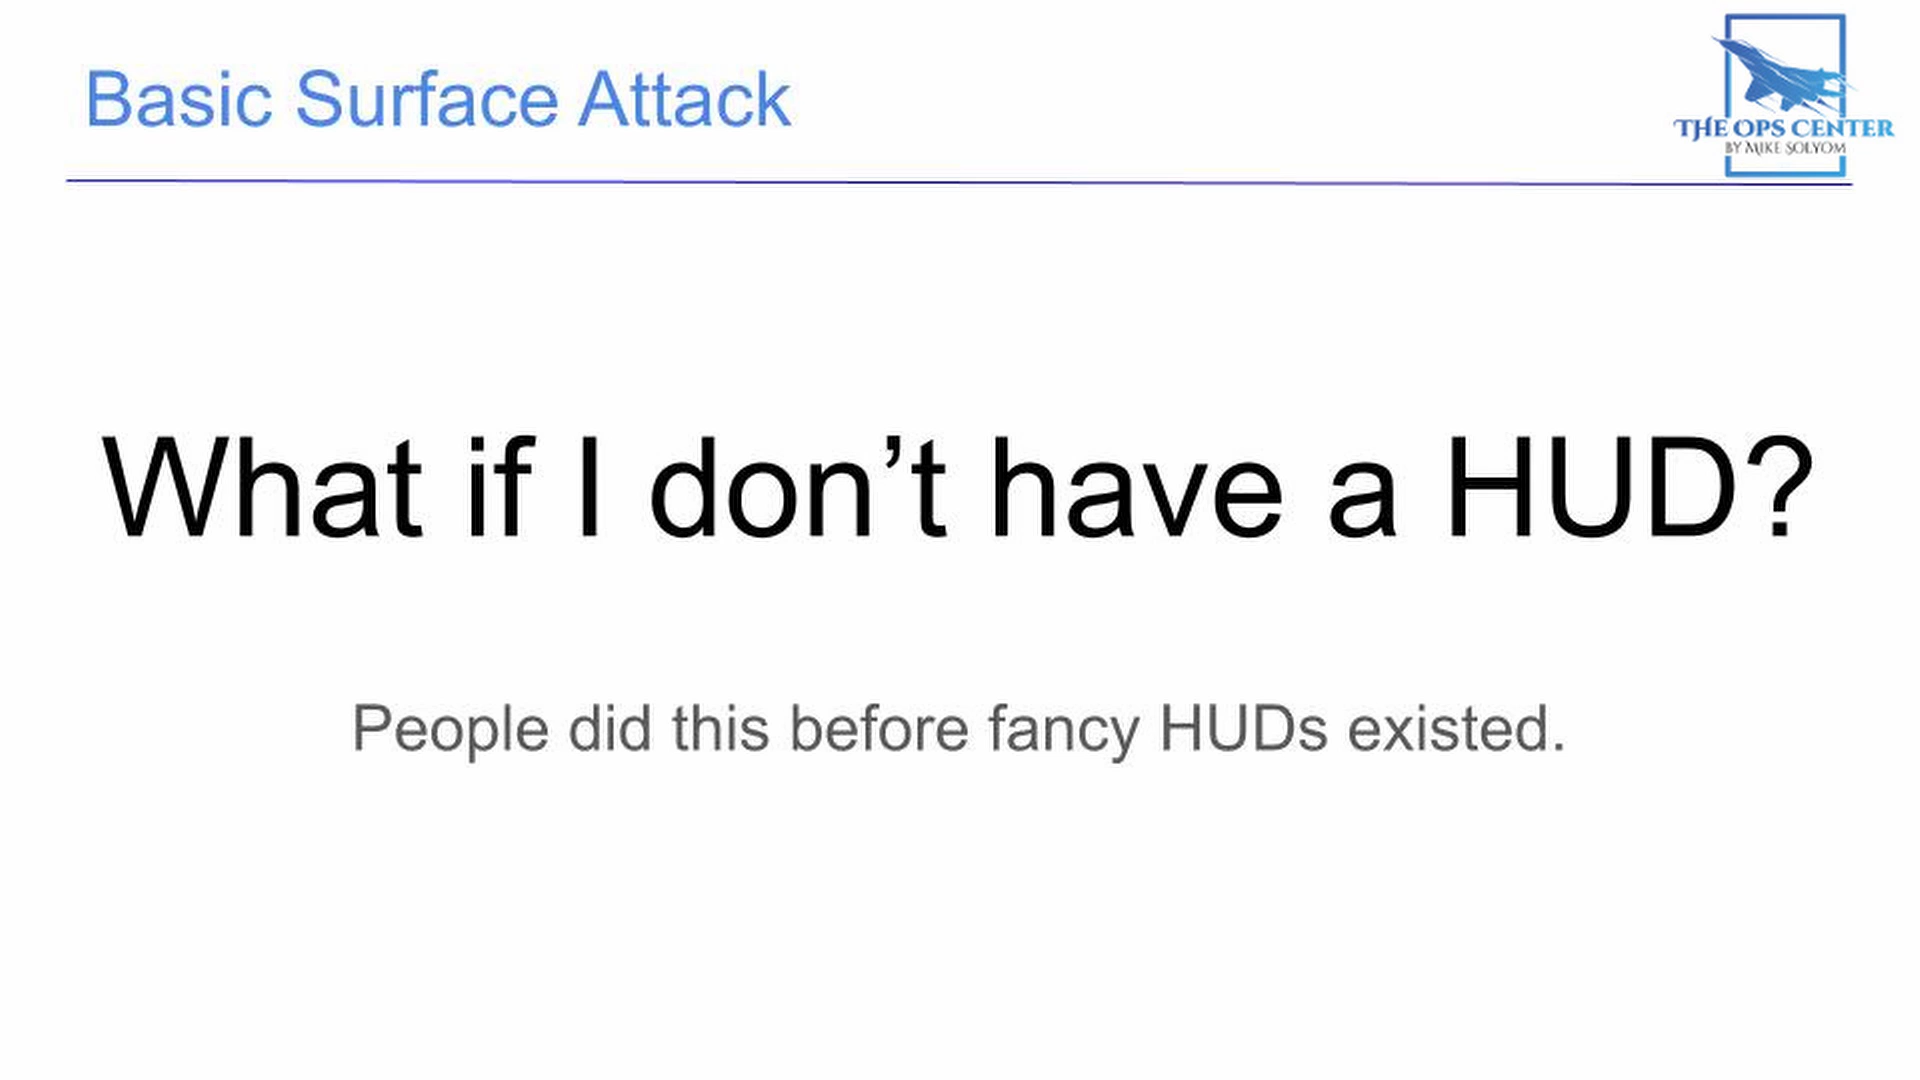 Basic Surface Attack
THE OPS CENTER
BY MIKE SOLYOM
What if I don’t have a HUD?
People did this before fancy HUDs existed.